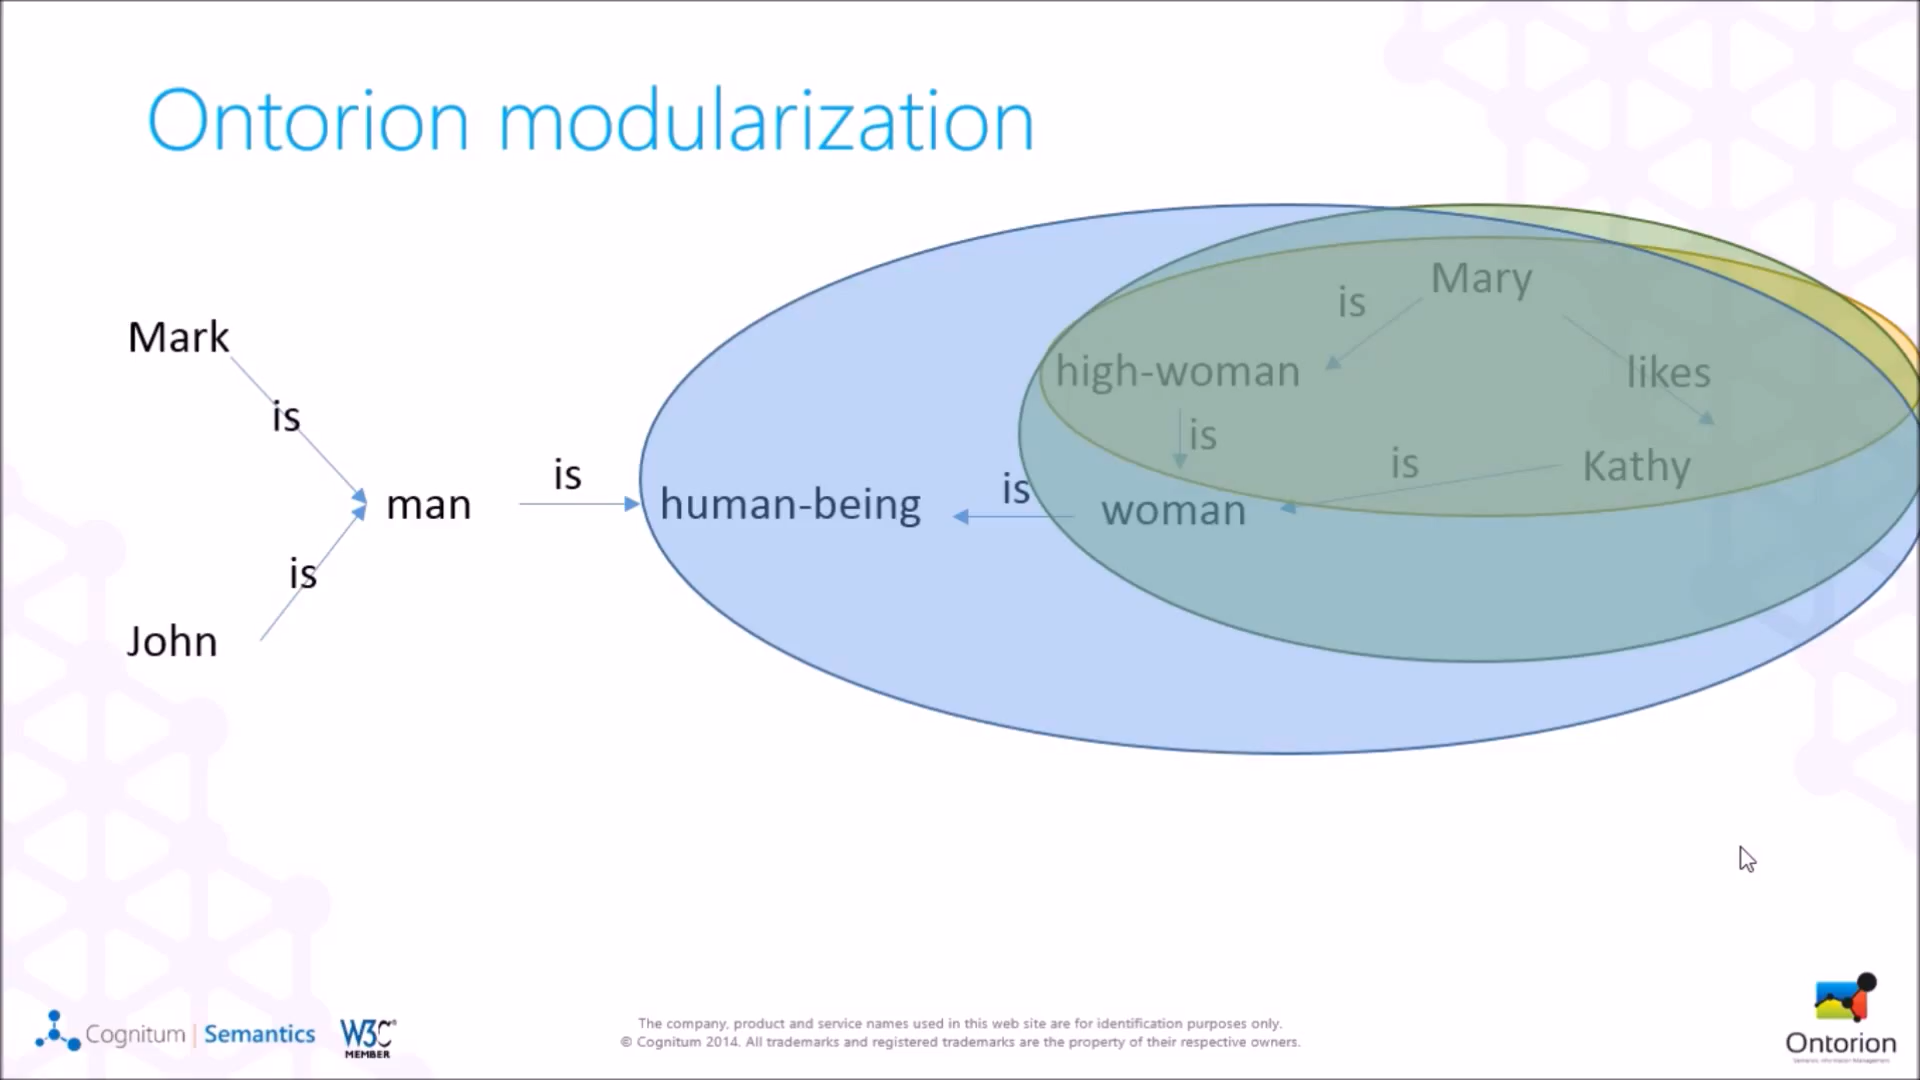 Ontorion modularization
Mary
is
Mark
high-woman
likes
is
is
is
Kathy
is
is
man
human-being
woman
is
John
Cognitum | Semantics
W3C®
MEMBER
The company, product and service names used in this web site are for identification purposes only.
© Cognitum 2014. All trademarks and registered trademarks are the property of their respective owners.
Ontorion